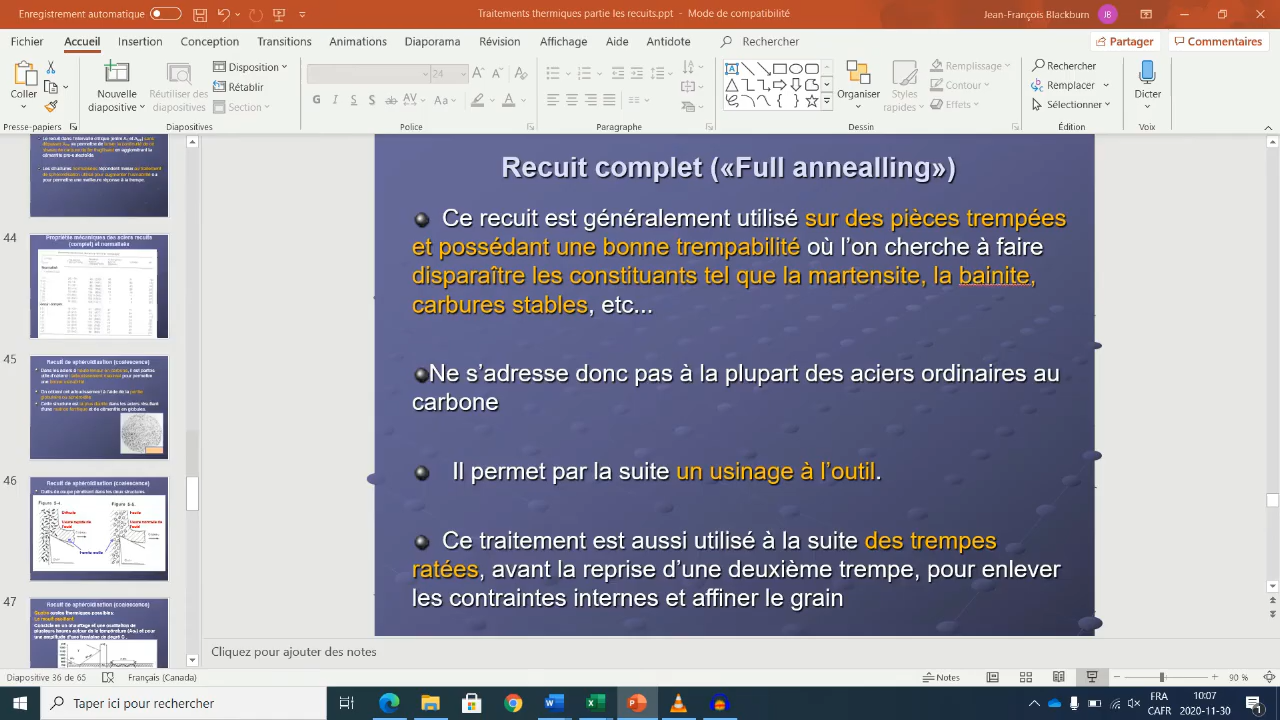 Enregistrement automatique
Traitements thermiques partie I.ppt - Mode de compatibilité
Jean-François Boulanger
JB
Fichier Accueil Insertion Conception Transitions Animations Diaporama Révision Affichage Aide Antidote Rechercher
Partager Commentaires
Coller
Nouvelle diapositive
Réutiliser des diapositives
Disposition
Rétablir
Section
24
G I S S ab AV Aa A
Organiser
Styles rapides
Remplissage
Contour
Effets
Rechercher
Remplacer
Sélectionner
Dicter
Presse-papiers Diapositives Police Paragraphe Dessin Édition Voix
44
Propriété mécaniques des aciers recuits
(complet) et normalisés
45
Recuit de sphéroïdisation (coalescence)
46
Recuit de sphéroïdisation (coalescence)
47
Recuit de sphéroïdisation (coalescence)
Recuit complet («Full annealling»)
Ce recuit est généralement utilisé sur des pièces trempées
et possédant une bonne trempabilité où l’on cherche à faire
disparaître les constituants tel que la martensite, la bainite,
carbures stables, etc...
Ne s’adresse donc pas à la plupart des aciers ordinaires au
carbone
Il permet par la suite un usinage à l’outil.
Ce traitement est aussi utilisé à la suite des trempes
ratées, avant la reprise d’une deuxième trempe, pour enlever
les contraintes internes et affiner le grain
Cliquez pour ajouter des notes
Diapositive 36 de 65 Français (Canada) Notes 90 %
Taper ici pour rechercher
FRA
CAFR
10:07
2020-11-30